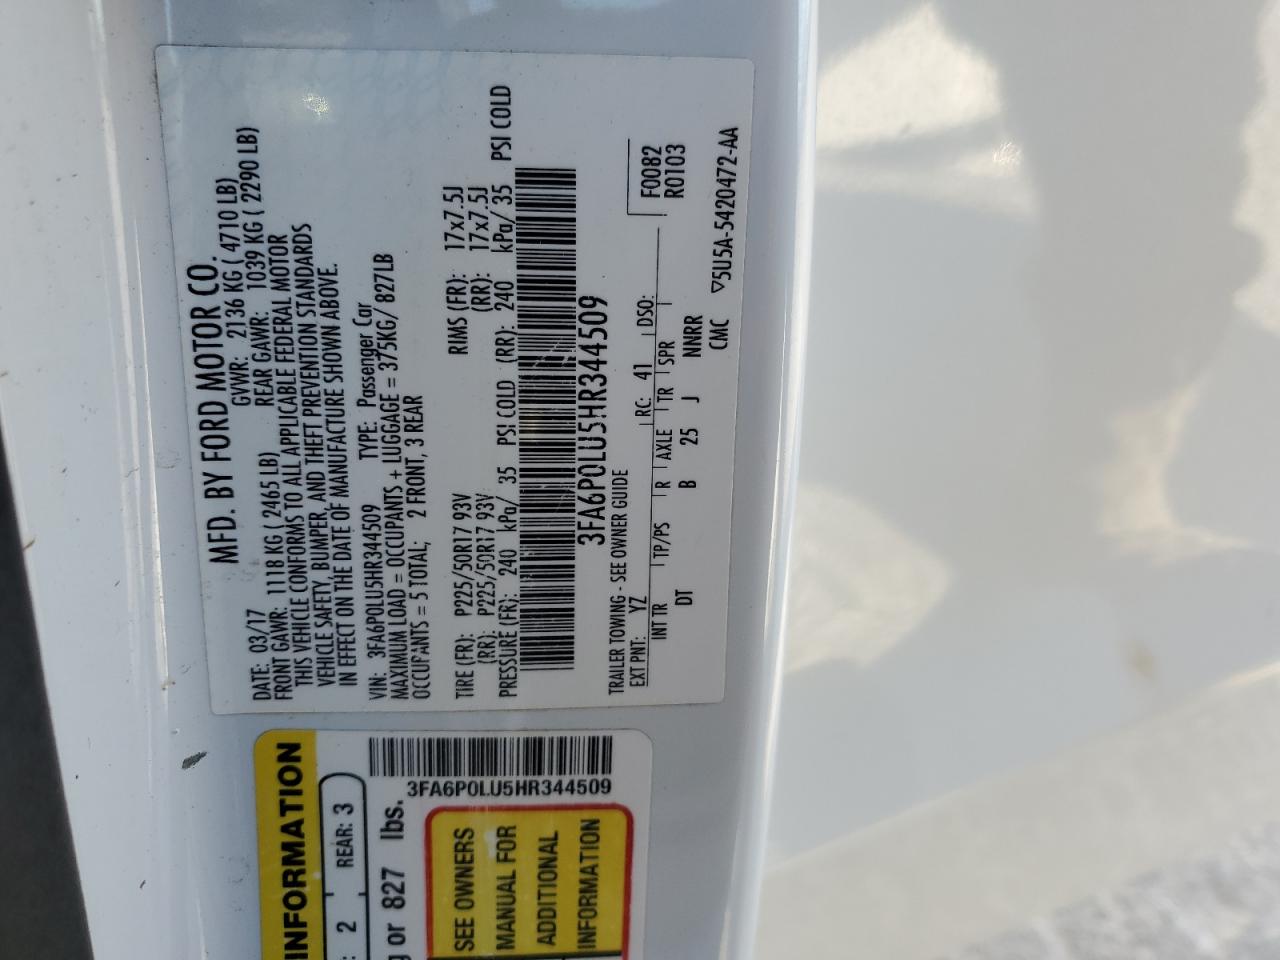 MFD. BY FORD MOTOR CO.
DATE: 03/17 GVWR: 2136 KG ( 4710 LB)
FRONT GAWR: 1118 KG ( 2465 LB) REAR GAWR: 1039 KG ( 2290 LB)
THIS VEHICLE CONFORMS TO ALL APPLICABLE FEDERAL MOTOR
VEHICLE SAFETY, BUMPER, AND THEFT PREVENTION STANDARDS
IN EFFECT ON THE DATE OF MANUFACTURE SHOWN ABOVE.
VIN: 3FA6P0LU5HR344509 TYPE: Passenger Car
MAXIMUM LOAD = OCCUPANTS + LUGGAGE = 375KG/ 827LB
OCCUPANTS = 5 TOTAL, 2 FRONT, 3 REAR
TIRE (FR): P225/50R17 93V RIMS (FR): 17x7.5J
(RR): P225/50R17 93V (RR): 17x7.5J
PRESSURE (FR): 240 kPa/ 35 PSI COLD (RR): 240 kPa/ 35 PSI COLD
3FA6P0LU5HR344509
TRAILER TOWING - SEE OWNER GUIDE
F0082
EXT PNT: YZ RC: 41 DSO: R0103
INT TR TP/PS R AXLE TR SPR
DT B 25 J NNRR
CMC ▽5U5A-5420472-AA
INFORMATION
: 2 REAR: 3
or 827 lbs.
3FA6P0LU5HR344509
SEE OWNERS
MANUAL FOR
ADDITIONAL
INFORMATION